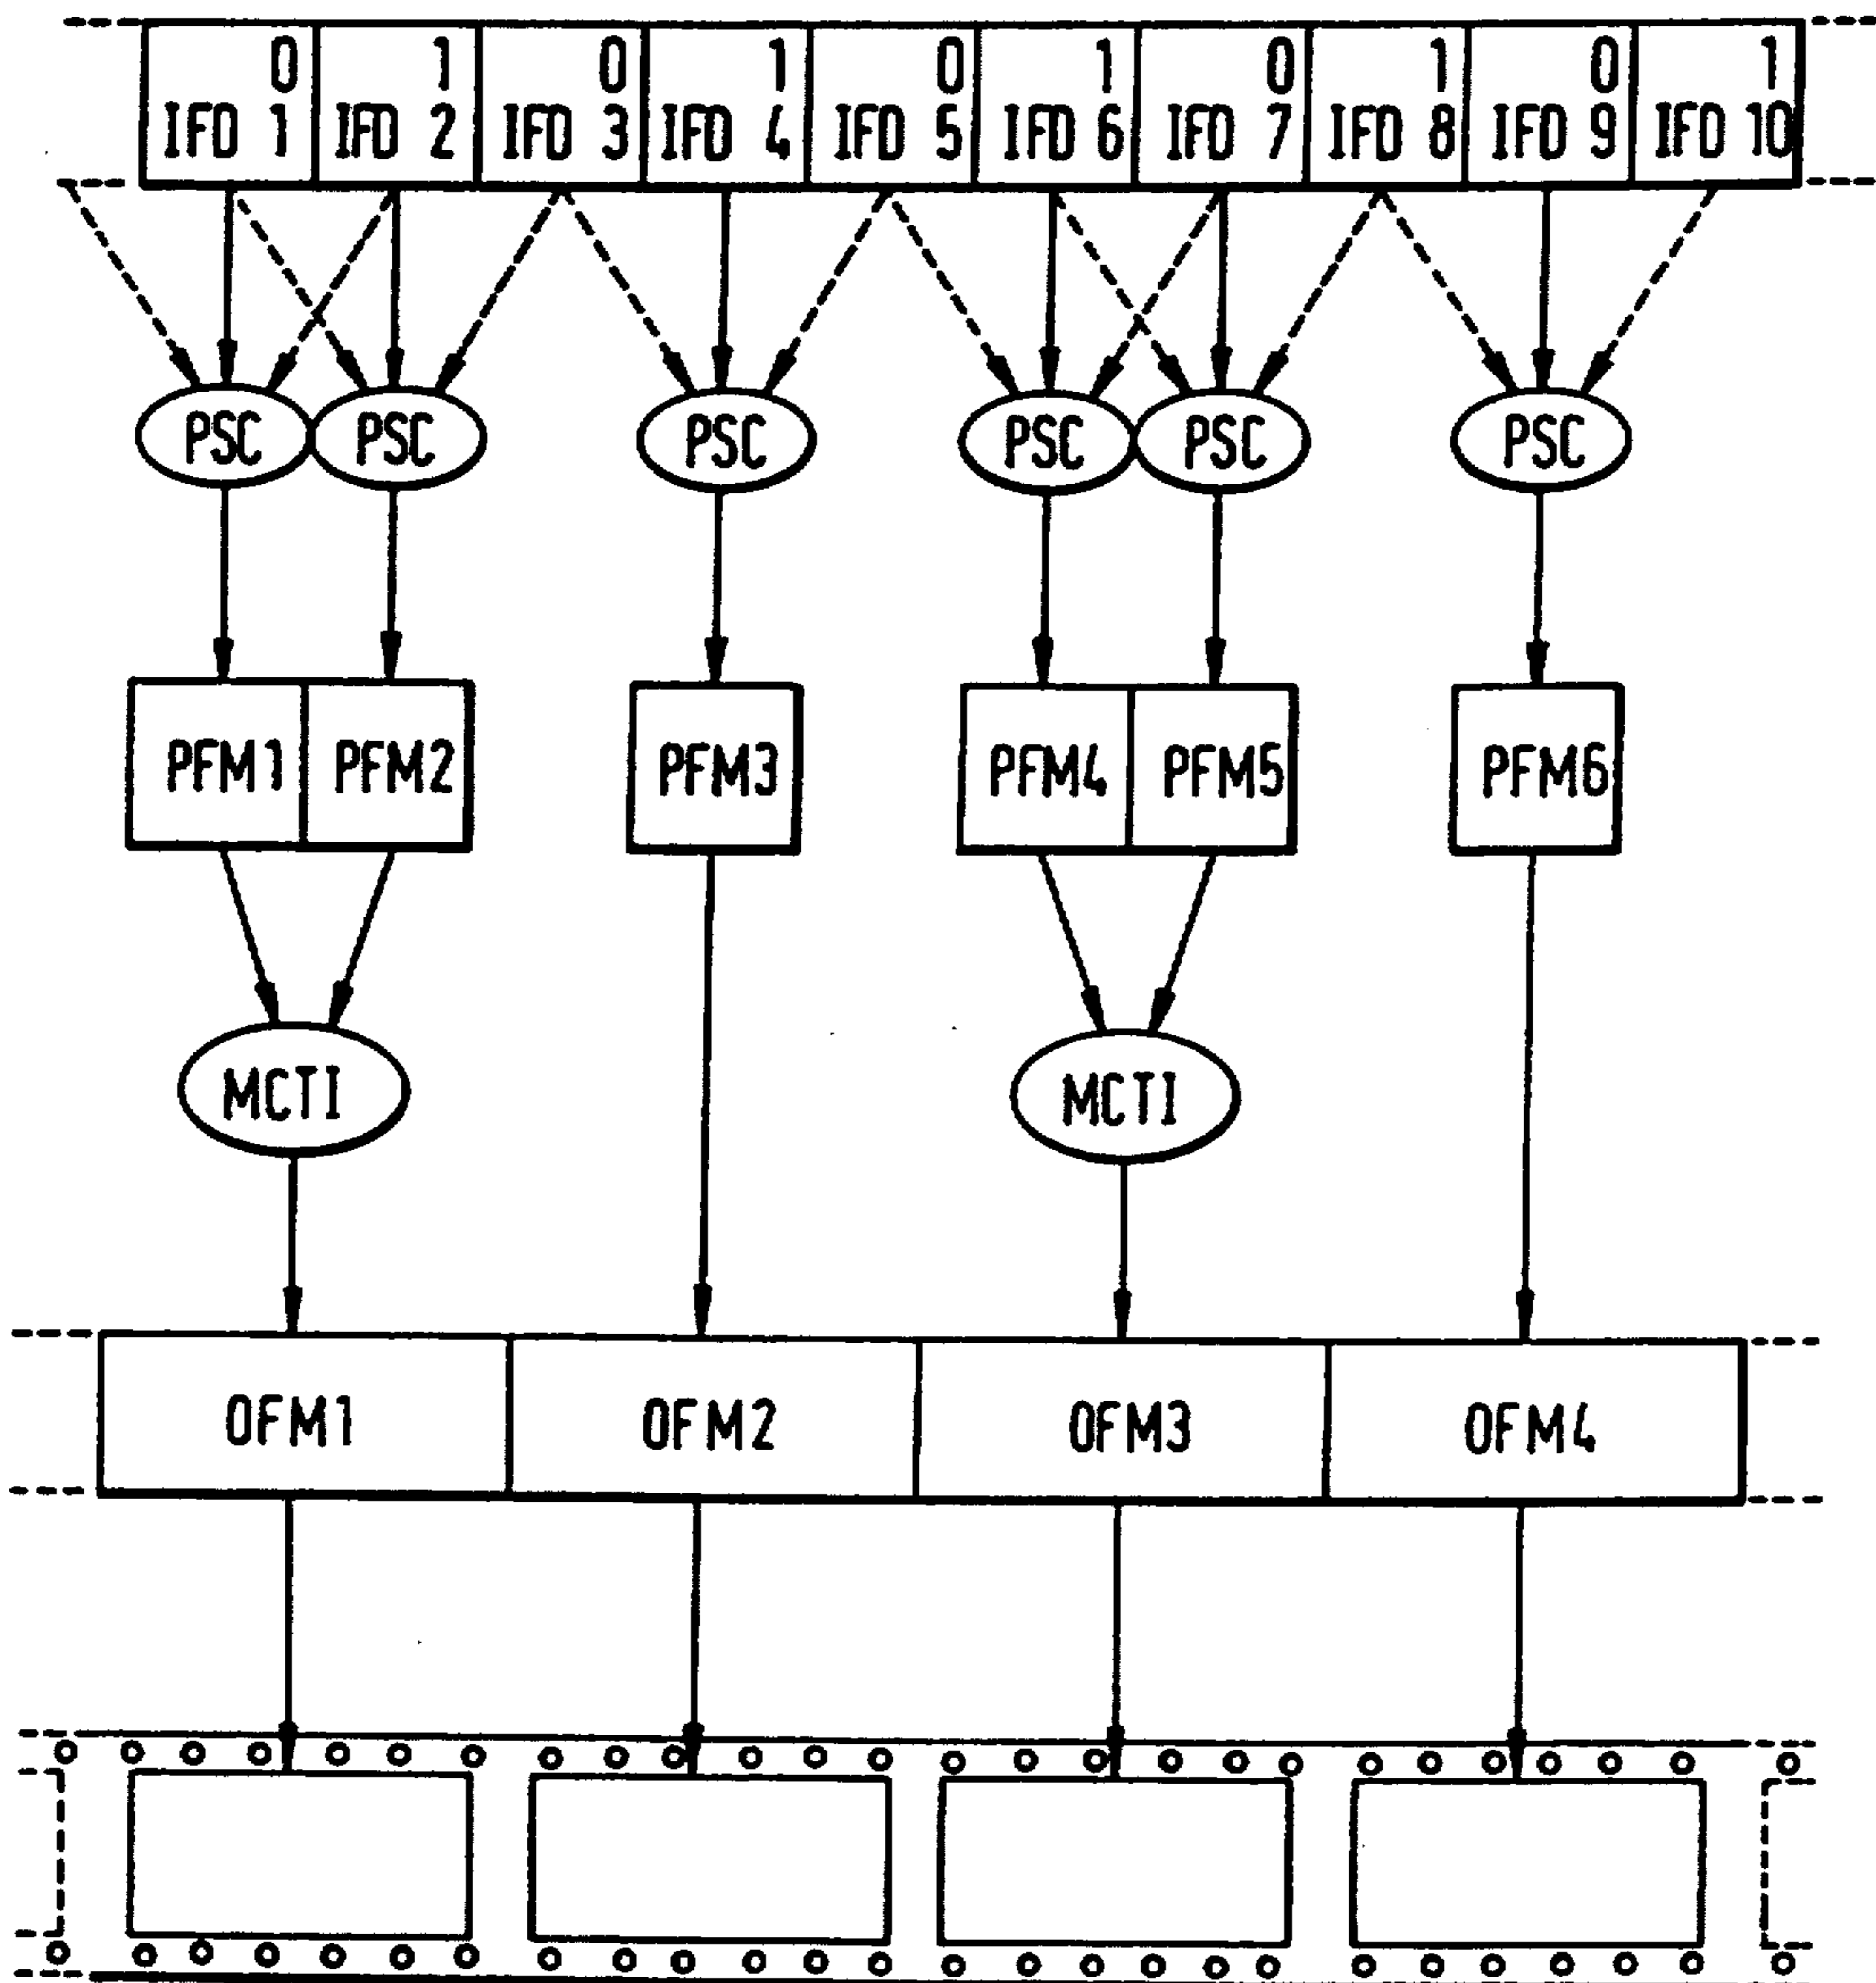 0 1 0 1 0 1 0 1 0 1
IFD 1 IFD 2 IFD 3 IFD 4 IFD 5 IFD 6 IFD 7 IFD 8 IFD 9 IFD 10
PSC PSC PSC PSC PSC PSC
PFM1 PFM2 PFM3 PFM4 PFM5 PFM6
MCTI MCTI
OFM1 OFM2 OFM3 OFM4